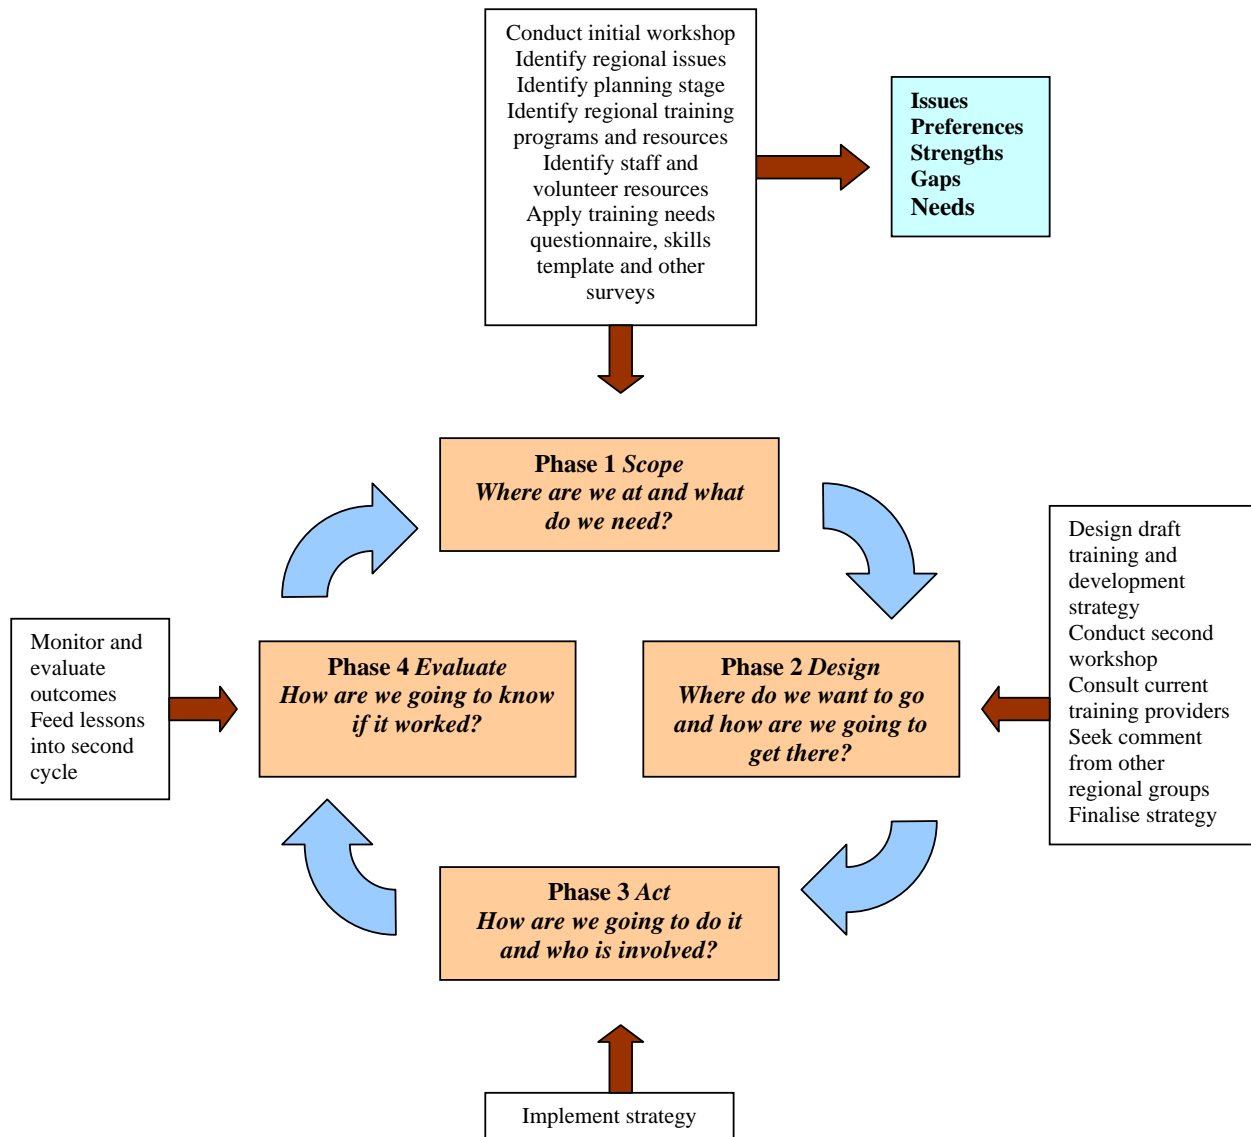 Conduct initial workshop
Identify regional issues
Identify planning stage
Identify regional training
programs and resources
Identify staff and
volunteer resources
Apply training needs
questionnaire, skills
template and other
surveys
Issues
Preferences
Strengths
Gaps
Needs
Phase 1 Scope
Where are we at and what
do we need?
Design draft
training and
development
strategy
Conduct second
workshop
Consult current
training providers
Seek comment
from other
regional groups
Finalise strategy
Monitor and
evaluate
outcomes
Feed lessons
into second
cycle
Phase 4 Evaluate
How are we going to know
if it worked?
Phase 2 Design
Where do we want to go
and how are we going to
get there?
Phase 3 Act
How are we going to do it
and who is involved?
Implement strategy